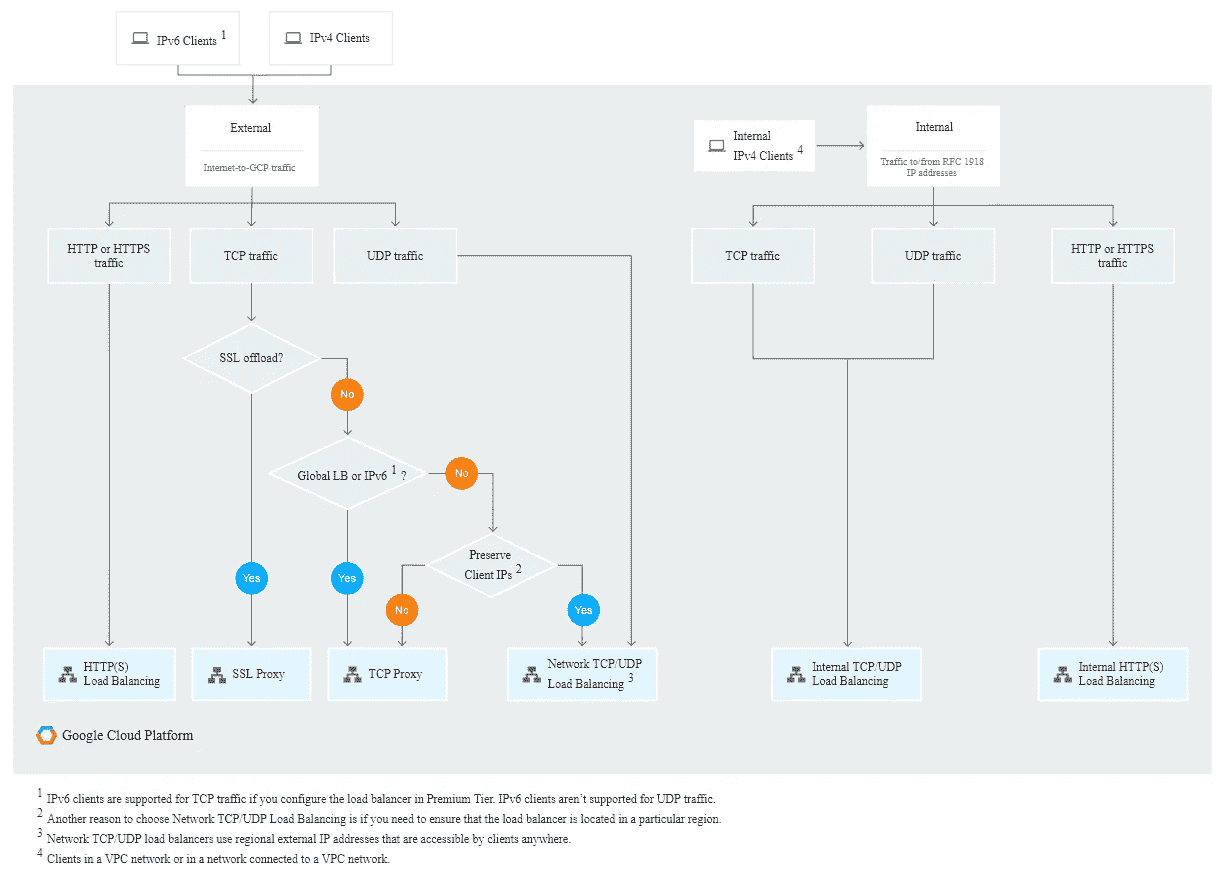 IPv6 Clients 1
IPv4 Clients
External
Internet-to-GCP traffic
Internal
IPv4 Clients 4
Internal
Traffic to/from RFC 1918
IP addresses
HTTP or HTTPS
traffic
TCP traffic
UDP traffic
TCP traffic
UDP traffic
HTTP or HTTPS
traffic
SSL offload?
No
Global LB or IPv6 1 ?
No
Preserve
Client IPs 2
Yes
Yes
No
Yes
HTTP(S)
Load Balancing
SSL Proxy
TCP Proxy
Network TCP/UDP
Load Balancing 3
Internal TCP/UDP
Load Balancing
Internal HTTP(S)
Load Balancing
Google Cloud Platform
1 IPv6 clients are supported for TCP traffic if you configure the load balancer in Premium Tier. IPv6 clients aren't supported for UDP traffic.
2 Another reason to choose Network TCP/UDP Load Balancing is if you need to ensure that the load balancer is located in a particular region.
3 Network TCP/UDP load balancers use regional external IP addresses that are accessible by clients anywhere.
4 Clients in a VPC network or in a network connected to a VPC network.